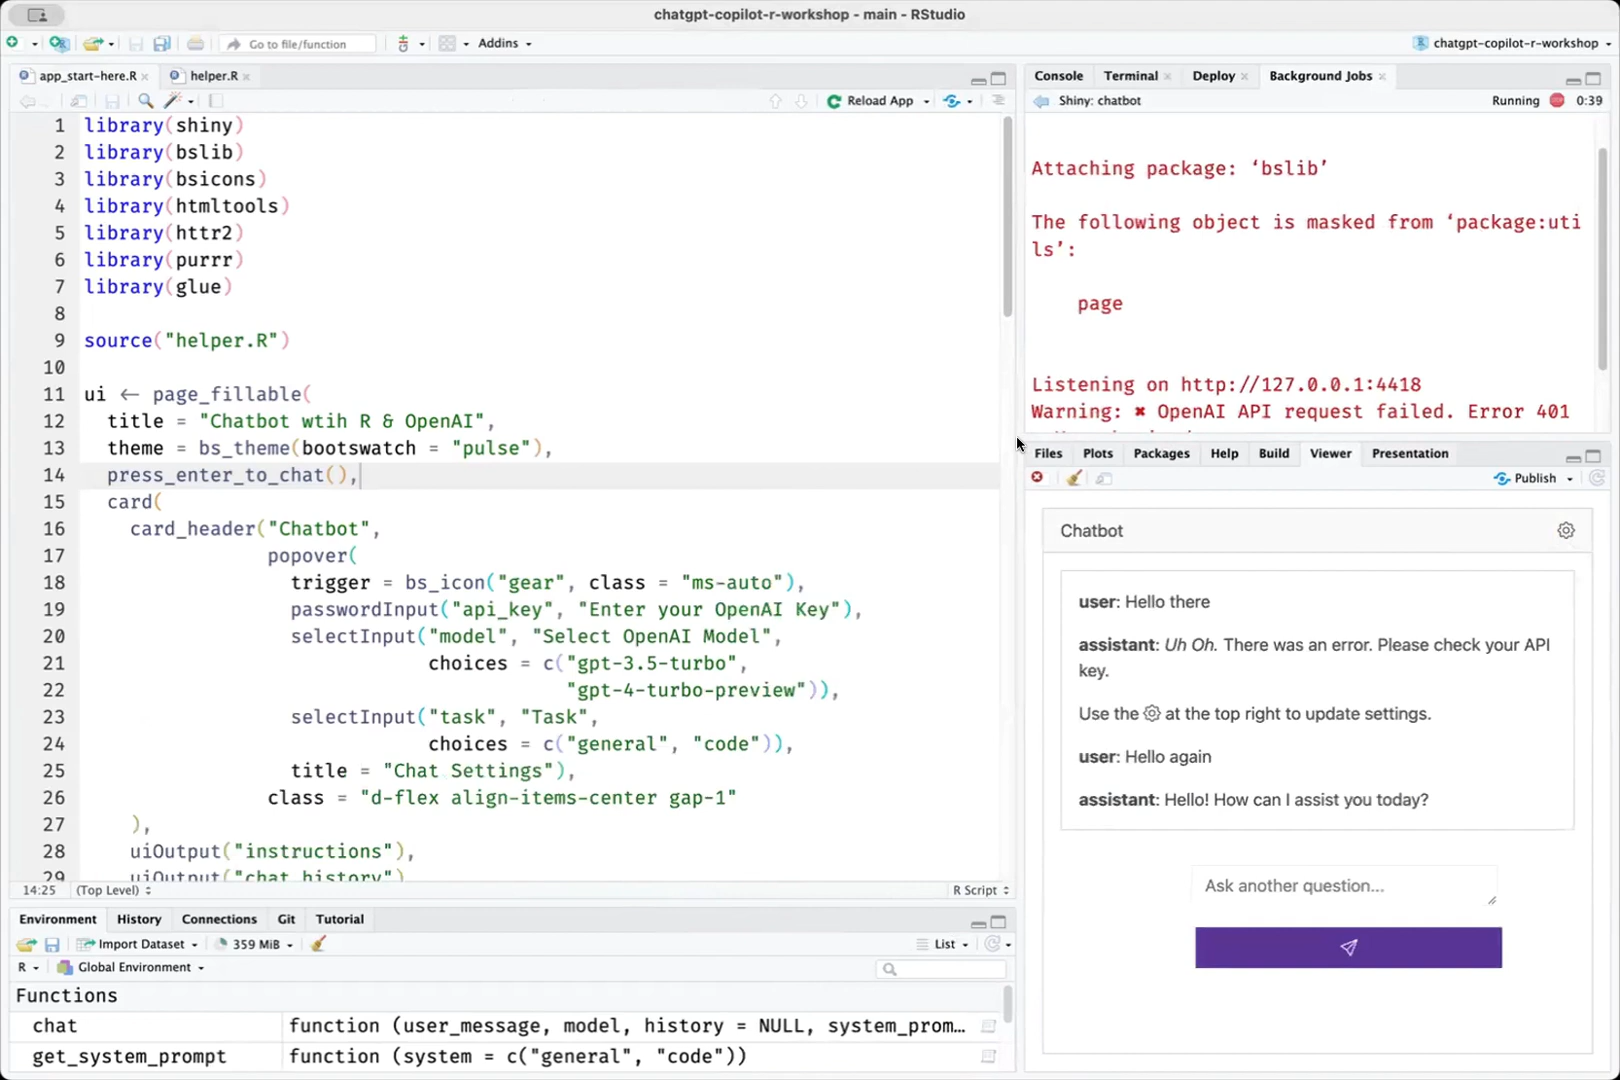 chatgpt-copilot-r-workshop - main - RStudio
Go to file/function
Addins
chatgpt-copilot-r-workshop
app_start-here.R
helper.R
Reload App
1 library(shiny)
2 library(bslib)
3 library(bsicons)
4 library(htmltools)
5 library(httr2)
6 library(purrr)
7 library(glue)
8
9 source("helper.R")
10
11 ui <- page_fillable(
12 title = "Chatbot wtih R & OpenAI",
13 theme = bs_theme(bootswatch = "pulse"),
14 press_enter_to_chat(),
15 card(
16 card_header("Chatbot",
17 popover(
18 trigger = bs_icon("gear", class = "ms-auto"),
19 passwordInput("api_key", "Enter your OpenAI Key"),
20 selectInput("model", "Select OpenAI Model",
21 choices = c("gpt-3.5-turbo",
22 "gpt-4-turbo-preview")),
23 selectInput("task", "Task",
24 choices = c("general", "code")),
25 title = "Chat Settings"),
26 class = "d-flex align-items-center gap-1"
27 ),
28 uiOutput("instructions"),
29 uiOutput("chat_history")
14:25 (Top Level) R Script
Environment History Connections Git Tutorial
Import Dataset 359 MiB List
R Global Environment
Functions
chat function (user_message, model, history = NULL, system_prom…
get_system_prompt function (system = c("general", "code"))
Console Terminal Deploy Background Jobs
Shiny: chatbot Running 0:39
Attaching package: ‘bslib’
The following object is masked from ‘package:uti
ls’:
page
Listening on http://127.0.0.1:4418
Warning: ✖ OpenAI API request failed. Error 401
Files Plots Packages Help Build Viewer Presentation
Publish
Chatbot
user: Hello there
assistant: Uh Oh. There was an error. Please check your API
key.
Use the at the top right to update settings.
user: Hello again
assistant: Hello! How can I assist you today?
Ask another question...